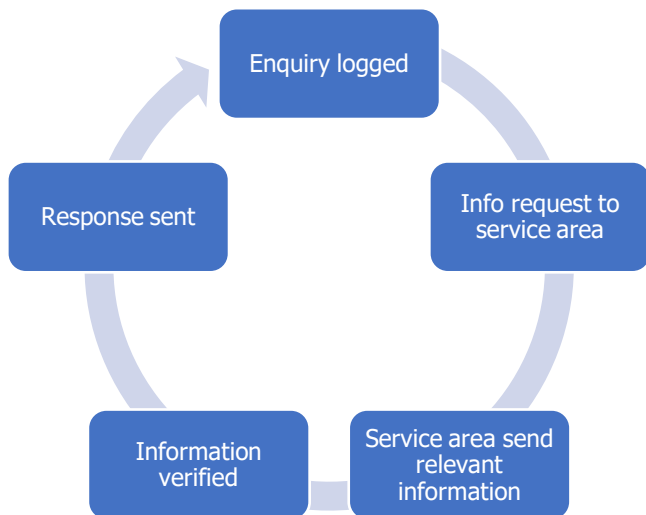 Enquiry logged
Info request to
service area
Service area send
relevant
information
Information
verified
Response sent